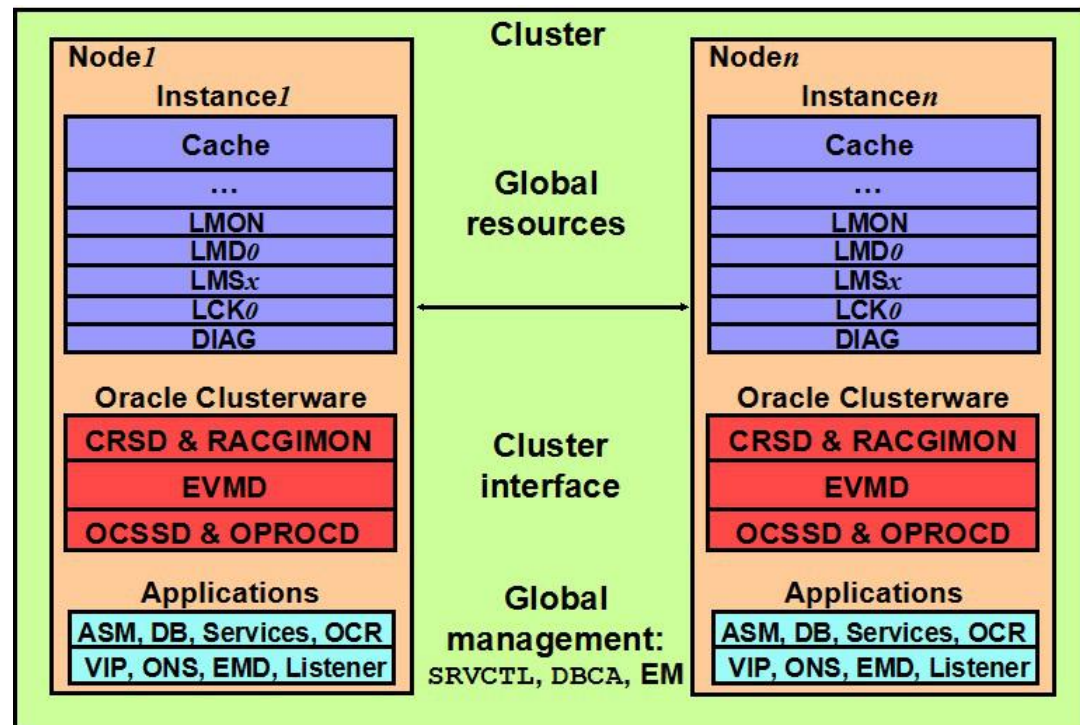 Cluster
Node1
Instance1
Cache
...
LMON
LMD0
LMSx
LCK0
DIAG
Oracle Clusterware
CRSD & RACGIMON
EVMD
OCSSD & OPROCD
Applications
ASM, DB, Services, OCR
VIP, ONS, EMD, Listener
Global
resources
Cluster
interface
Global
management:
SRVCTL, DBCA, EM
Noden
Instancen
Cache
...
LMON
LMD0
LMSx
LCK0
DIAG
Oracle Clusterware
CRSD & RACGIMON
EVMD
OCSSD & OPROCD
Applications
ASM, DB, Services, OCR
VIP, ONS, EMD, Listener